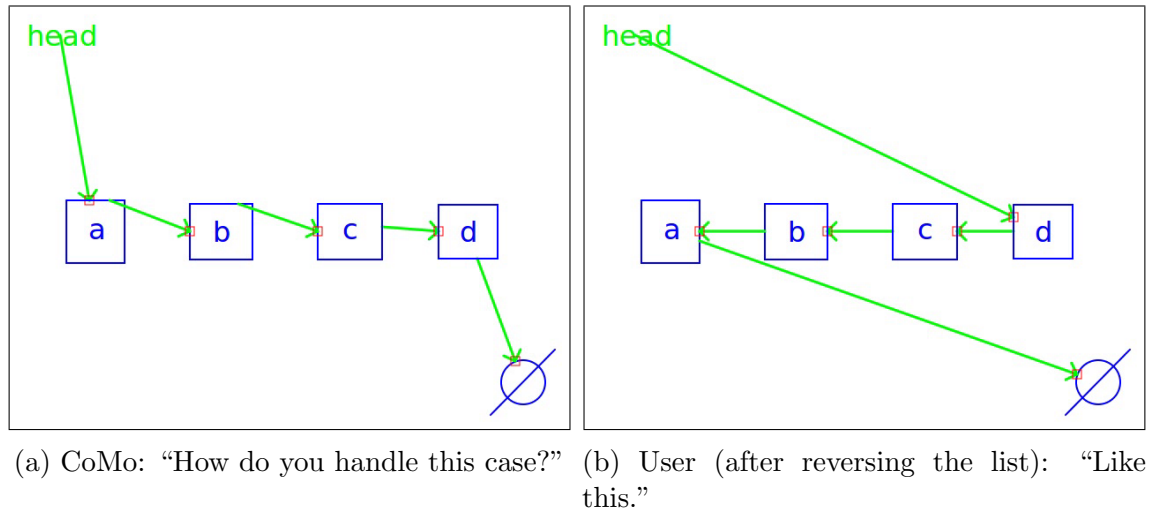 head
a b c d
head
a b c d
(a) CoMo: “How do you handle this case?”
(b) User (after reversing the list): “Like
this.”